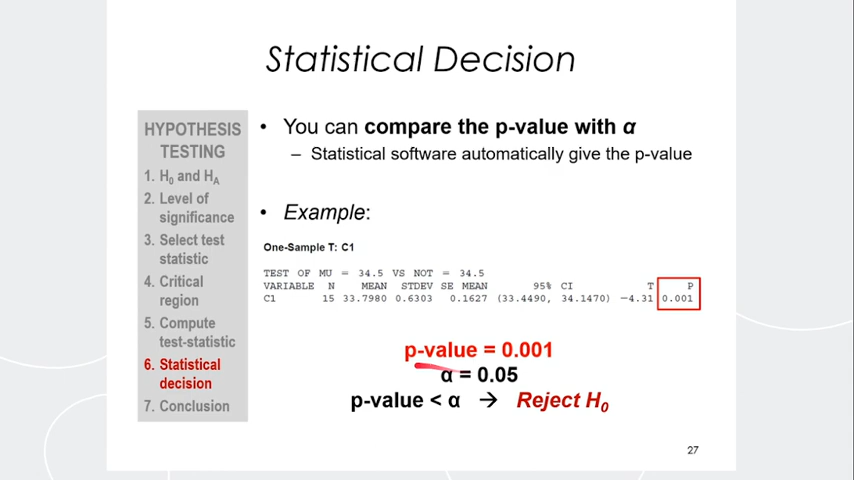 Statistical Decision
HYPOTHESIS
TESTING
1. H₀ and Hₐ
2. Level of
significance
3. Select test
statistic
4. Critical
region
5. Compute
test-statistic
6. Statistical
decision
7. Conclusion
• You can compare the p-value with α
– Statistical software automatically give the p-value
• Example:
One-Sample T: C1
TEST OF MU = 34.5 VS NOT = 34.5
VARIABLE N MEAN STDEV SE MEAN 95% CI T P
C1 15 33.7980 0.6303 0.1627 (33.4490, 34.1470) −4.31 0.001
p-value = 0.001
α = 0.05
p-value < α → Reject H₀
27